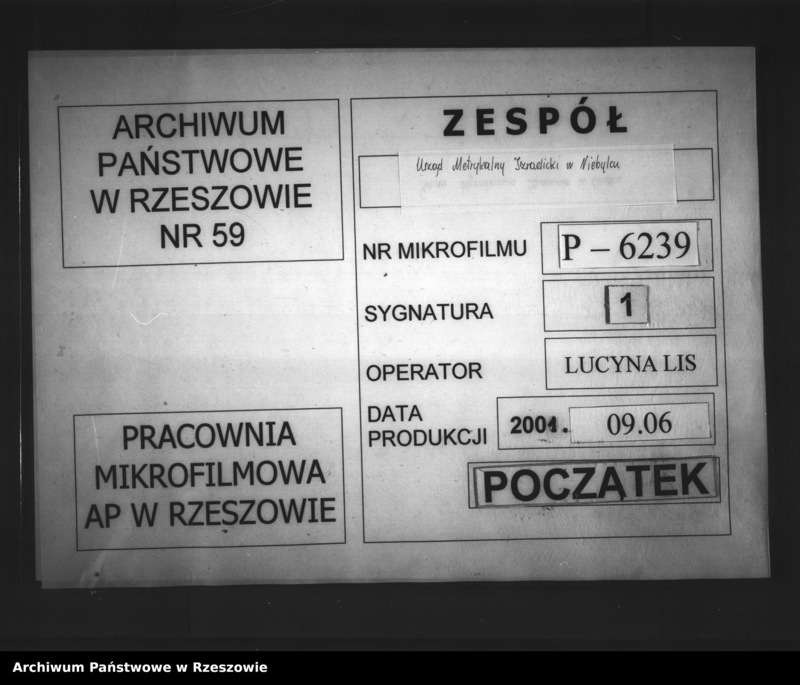 ARCHIWUM
PAŃSTWOWE
W RZESZOWIE
NR 59
ZESPÓŁ
Urząd Metrykalny Izraelicki w Niebylcu
NR MIKROFILMU
P – 6239
SYGNATURA
1
OPERATOR
LUCYNA LIS
DATA
PRODUKCJI
2001. 09.06
POCZĄTEK
PRACOWNIA
MIKROFILMOWA
AP W RZESZOWIE
Archiwum Państwowe w Rzeszowie